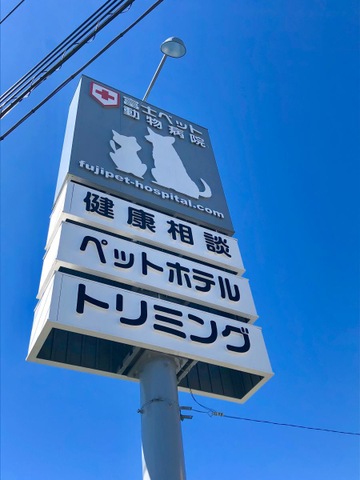 富士ペット
動物病院
fujipet-hospital.com
健康相談
ペットホテル
トリミング